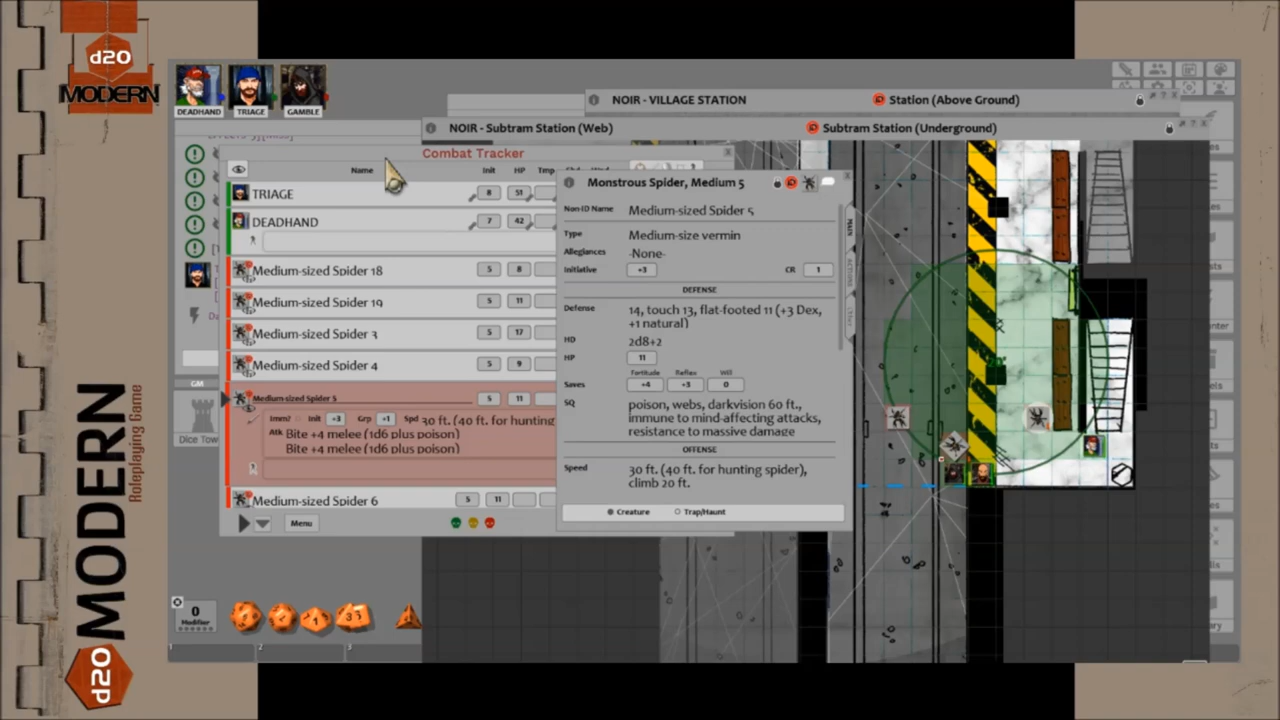 d20
MODERN
DEADHAND
TRIAGE
GAMBLE
NOIR - VILLAGE STATION
Station (Above Ground)
NOIR - Subtram Station (Web)
Subtram Station (Underground)
Combat Tracker
Name
Init
HP
Tmp
TRIAGE
8
51
DEADHAND
7
42
Medium-sized Spider 18
5
8
Medium-sized Spider 19
5
11
Medium-sized Spider 3
5
17
Medium-sized Spider 4
5
9
Medium-sized Spider 5
5
11
Imm? Init +3 Grp +1 Spd 30 ft. (40 ft. for hunting
Atk Bite +4 melee (1d6 plus poison)
Bite +4 melee (1d6 plus poison)
Medium-sized Spider 6
5
11
Menu
Monstrous Spider, Medium 5
Non-ID Name Medium-sized Spider 5
Type Medium-size vermin
Allegiances -None-
Initiative +3 CR 1
DEFENSE
Defense 14, touch 13, flat-footed 11 (+3 Dex,
+1 natural)
HD 2d8+2
HP 11
Fortitude Reflex Will
Saves +4 +3 0
SQ poison, webs, darkvision 60 ft.,
immune to mind-affecting attacks,
resistance to massive damage
OFFENSE
Speed 30 ft. (40 ft. for hunting spider),
climb 20 ft.
Creature Trap/Haunt
MAIN
ACTIONS
GM
Dice Tow
0
Modifier
1
2
3
d20 MODERN
Roleplaying Game